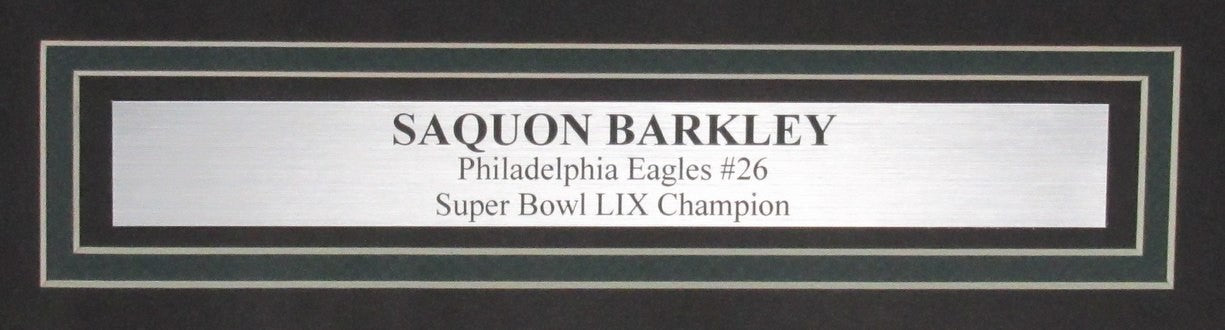 SAQUON BARKLEY
Philadelphia Eagles #26
Super Bowl LIX Champion